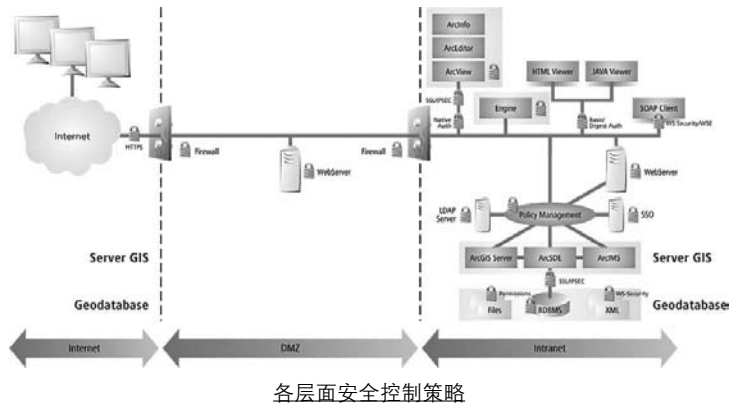 ArcInfo
ArcEditor
ArcView
SSL/IPSEC
Native Auth
Engine
HTML Viewer
JAVA Viewer
Basic/Digest Auth
SOAP Client
WS Security/WSE
Internet
HTTPS
Firewall
WebServer
Firewall
WebServer
LDAP Server
Policy Management
SSO
Server GIS
ArcGIS Server
ArcSDE
ArcIMS
Server GIS
SSL/IPSEC
Geodatabase
Permissions
Files
RDBMS
WS-Security
XML
Geodatabase
Internet
DMZ
Intranet
各层面安全控制策略